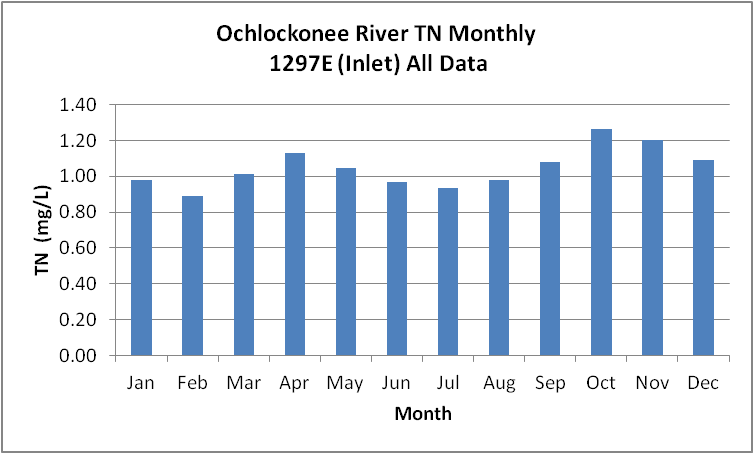 Ochlockonee River TN Monthly
1297E (Inlet) All Data
TN (mg/L)
1.40
1.20
1.00
0.80
0.60
0.40
0.20
0.00
Jan Feb Mar Apr May Jun Jul Aug Sep Oct Nov Dec
Month